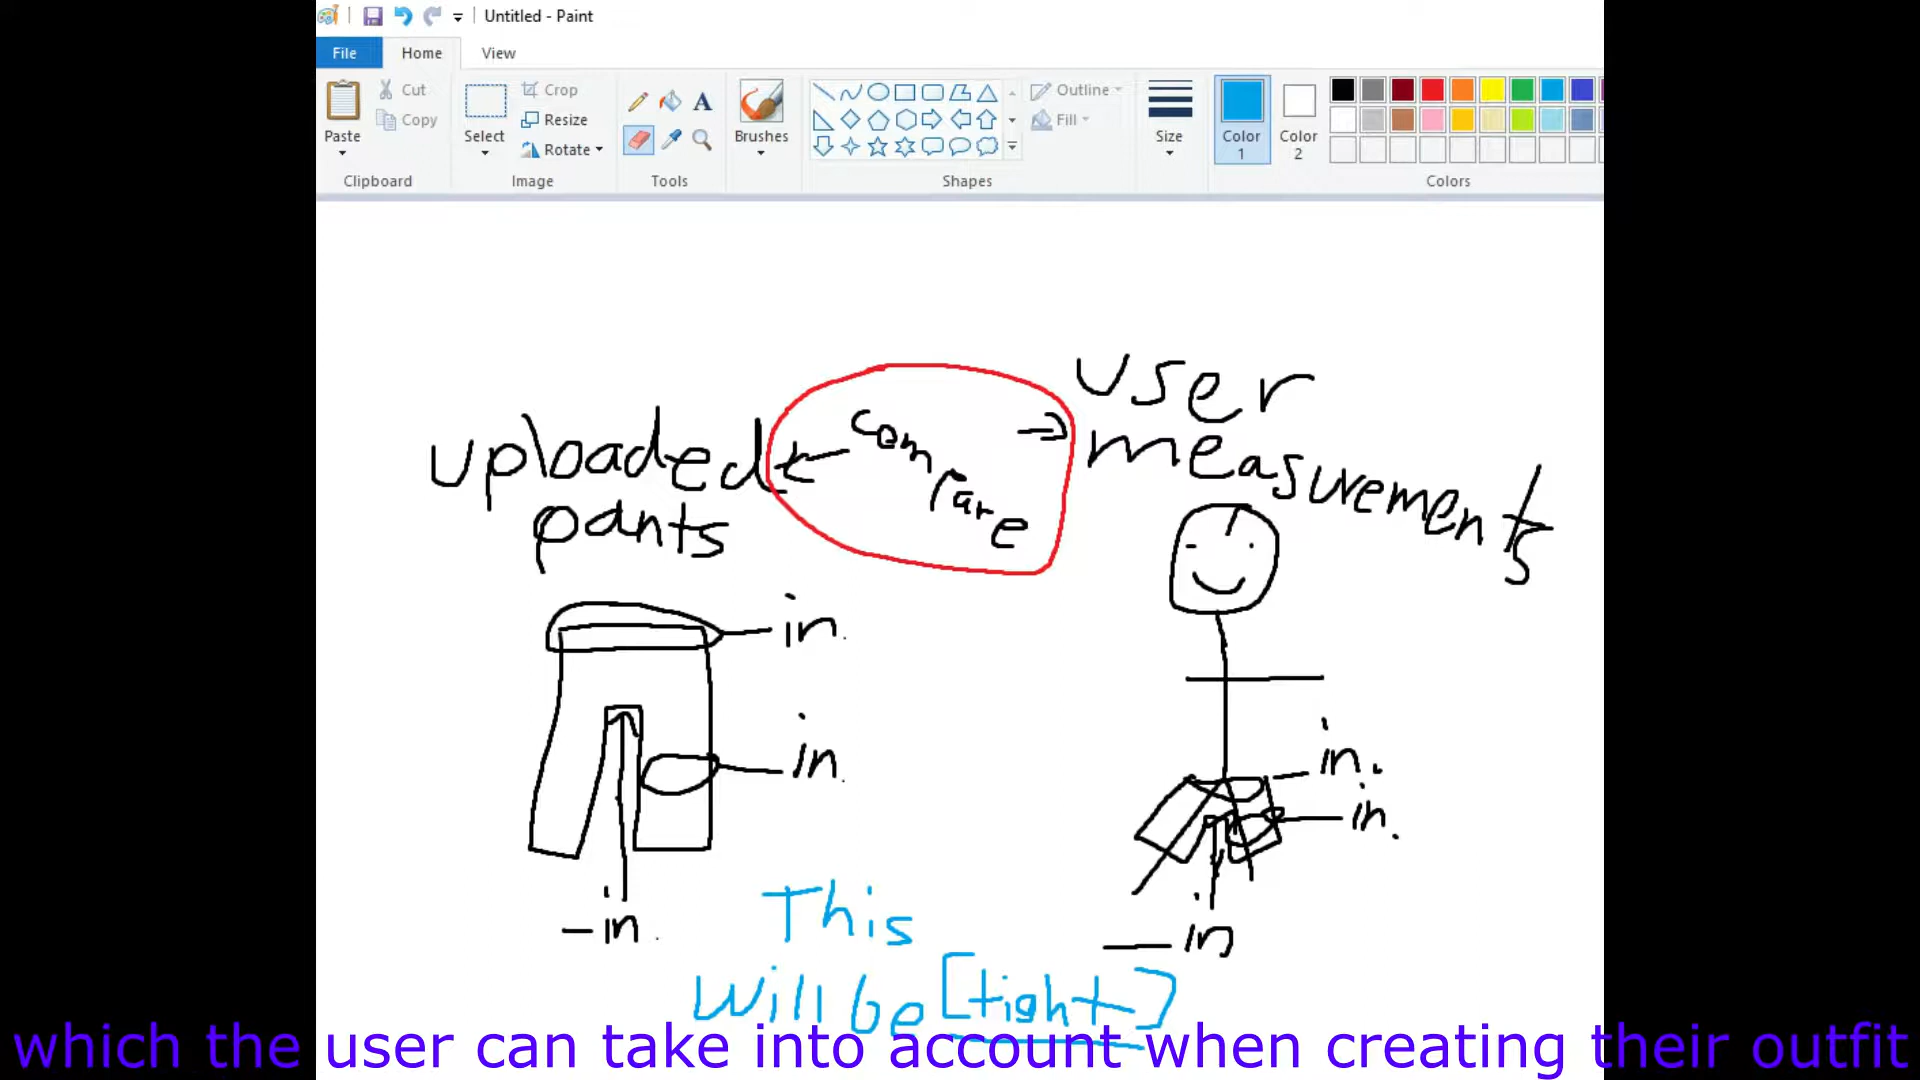 Untitled - Paint
File Home View
Paste
Cut
Copy
Clipboard
Select
Crop
Resize
Rotate
Image
A
Tools
Brushes
Shapes
Outline
Fill
Size
Color 1
Color 2
Colors
uploaded
pants
compare
user
measurements
in.
in.
- in.
in.
in.
— in
This
will be [tight]
which the user can take into account when creating their outfit